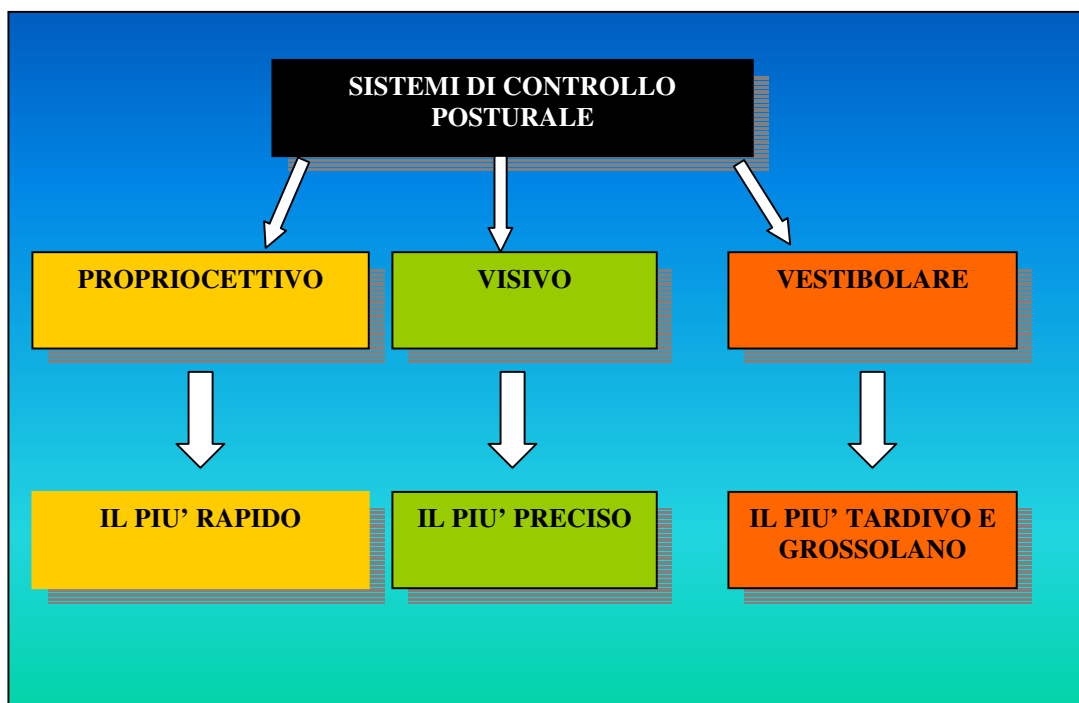 SISTEMI DI CONTROLLO
POSTURALE
PROPRIOCETTIVO
VISIVO
VESTIBOLARE
IL PIU’ RAPIDO
IL PIU’ PRECISO
IL PIU’ TARDIVO E
GROSSOLANO